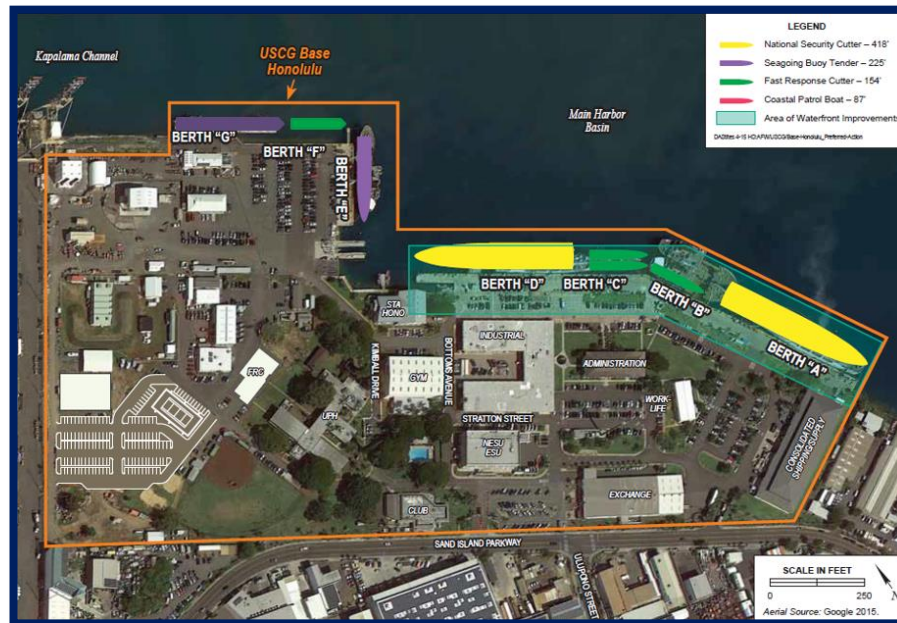 Kapalama Channel
USCG Base
Honolulu
Main Harbor
Basin
LEGEND
National Security Cutter – 418'
Seagoing Buoy Tender – 225'
Fast Response Cutter – 154'
Coastal Patrol Boat – 87'
Area of Waterfront Improvements
BERTH "G"
BERTH "F"
BERTH "E"
BERTH "D"
BERTH "C"
BERTH "B"
BERTH "A"
STA
HONO
INDUSTRIAL
ADMINISTRATION
KIMBALL DRIVE
BOTTOMS AVENUE
GYM
FRC
UPH
WORK-
LIFE
STRATTON STREET
NESU
ESU
CONSOLIDATED
SHIPPING/SUPPLY
EXCHANGE
CLUB
SAND ISLAND PARKWAY
ULUPONO STREET
SCALE IN FEET
0 250
N
Aerial Source: Google 2015.